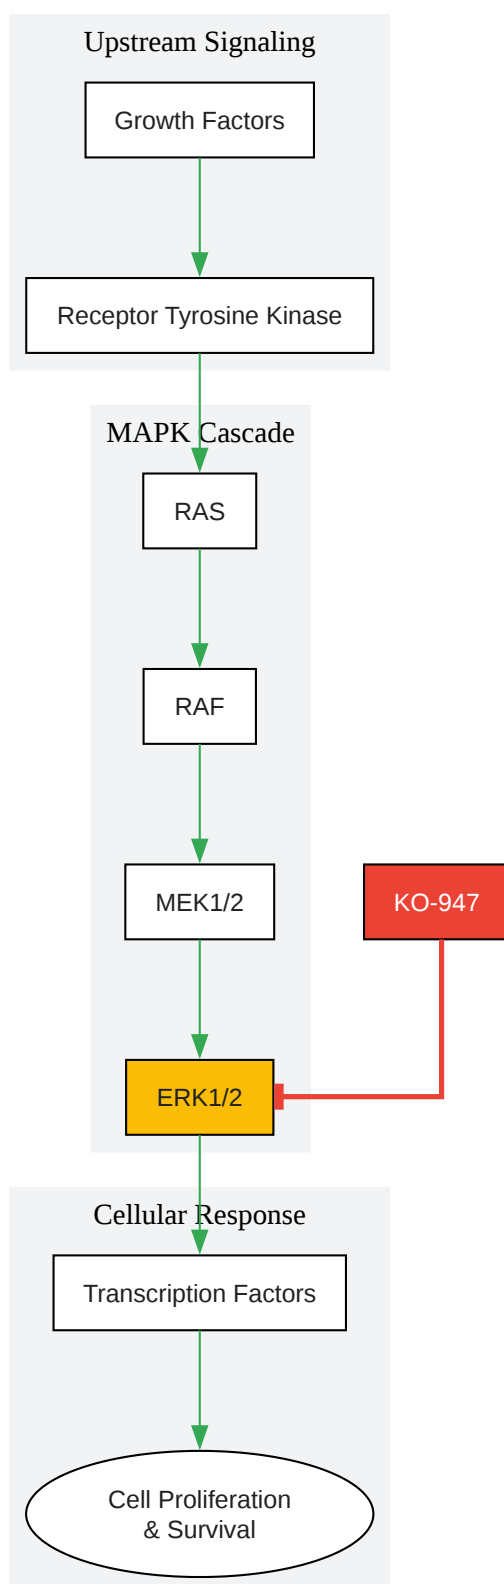 Upstream Signaling
Growth Factors
Receptor Tyrosine Kinase
MAPK Cascade
RAS
RAF
MEK1/2
KO-947
ERK1/2
Cellular Response
Transcription Factors
Cell Proliferation
& Survival